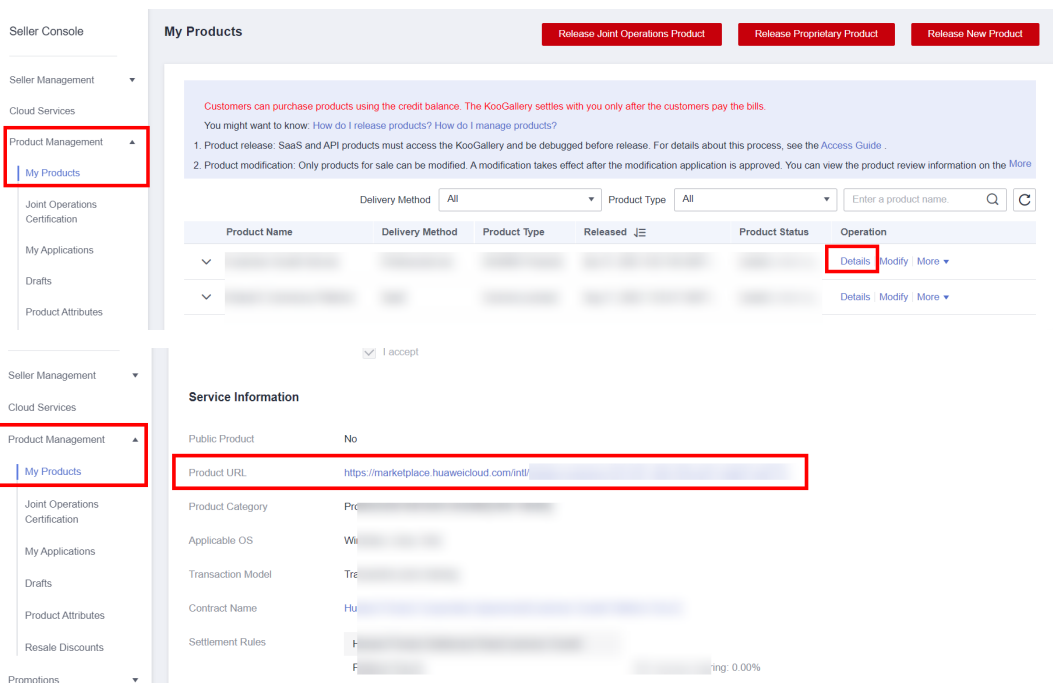 Seller Console
My Products
Release Joint Operations Product
Release Proprietary Product
Release New Product
Seller Management
Cloud Services
Product Management
My Products
Joint Operations
Certification
My Applications
Drafts
Product Attributes
Customers can purchase products using the credit balance. The KooGallery settles with you only after the customers pay the bills.
You might want to know: How do I release products? How do I manage products?
1. Product release: SaaS and API products must access the KooGallery and be debugged before release. For details about this process, see the Access Guide .
2. Product modification: Only products for sale can be modified. A modification takes effect after the modification application is approved. You can view the product review information on the More
Delivery Method All Product Type All Enter a product name.
Product Name Delivery Method Product Type Released Product Status Operation
Details Modify More
Details Modify More
Seller Management
Cloud Services
Product Management
My Products
Joint Operations
Certification
My Applications
Drafts
Product Attributes
Resale Discounts
Promotions
I accept
Service Information
Public Product No
Product URL https://marketplace.huaweicloud.com/intl/
Product Category
Applicable OS
Transaction Model
Contract Name
Settlement Rules
0.00%